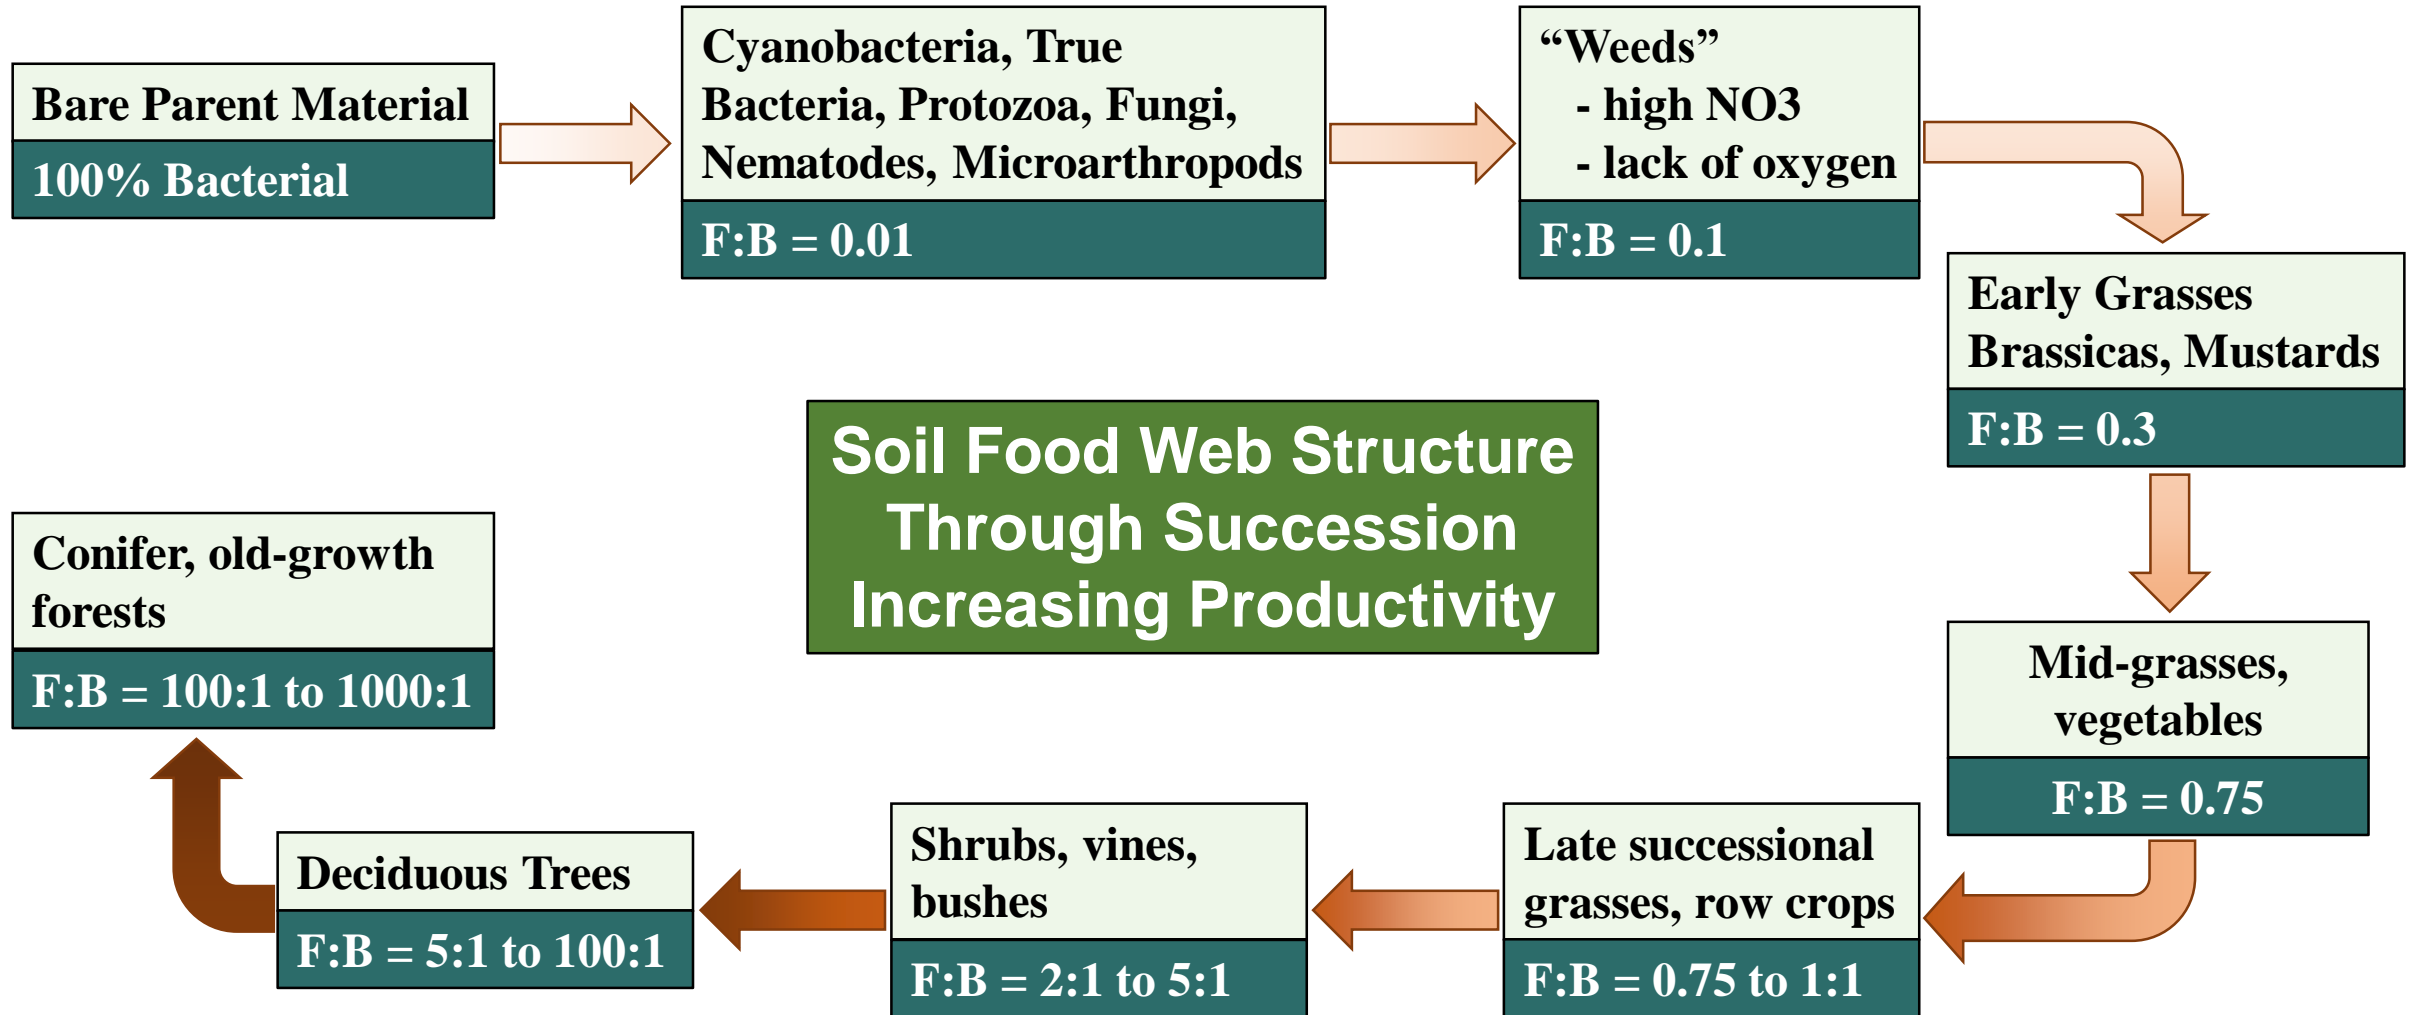 Bare Parent Material
100% Bacterial
Cyanobacteria, True
Bacteria, Protozoa, Fungi,
Nematodes, Microarthropods
F:B = 0.01
“Weeds”
- high NO3
- lack of oxygen
F:B = 0.1
Early Grasses
Brassicas, Mustards
F:B = 0.3
Soil Food Web Structure
Through Succession
Increasing Productivity
Mid-grasses,
vegetables
F:B = 0.75
Late successional
grasses, row crops
F:B = 0.75 to 1:1
Shrubs, vines,
bushes
F:B = 2:1 to 5:1
Deciduous Trees
F:B = 5:1 to 100:1
Conifer, old-growth
forests
F:B = 100:1 to 1000:1